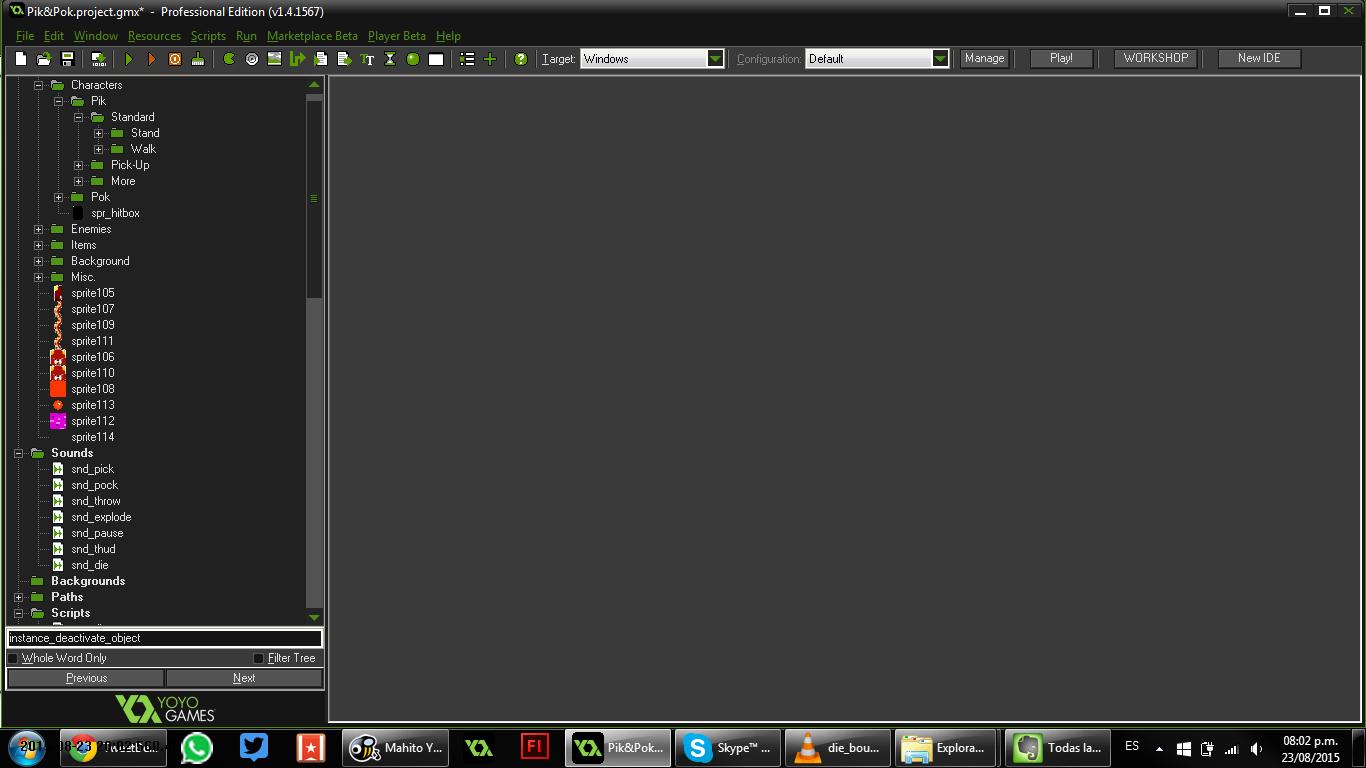 Pik&Pok.project.gmx* - Professional Edition (v1.4.1567)
File Edit Window Resources Scripts Run Marketplace Beta Player Beta Help
Target: Windows Configuration: Default Manage Play! WORKSHOP New IDE
Characters
Pik
Standard
Stand
Walk
Pick-Up
More
Pok
spr_hitbox
Enemies
Items
Background
Misc.
sprite105
sprite107
sprite109
sprite111
sprite106
sprite110
sprite108
sprite113
sprite112
sprite114
Sounds
snd_pick
snd_pock
snd_throw
snd_explode
snd_pause
snd_thud
snd_die
Backgrounds
Paths
Scripts
instance_deactivate_object
Whole Word Only Filter Tree
Previous Next
YOYO
GAMES
Mahito Y...
Fl
Pik&Pok...
Skype™ ...
die_bou...
Explora...
Todas la...
ES
08:02 p.m.
23/08/2015